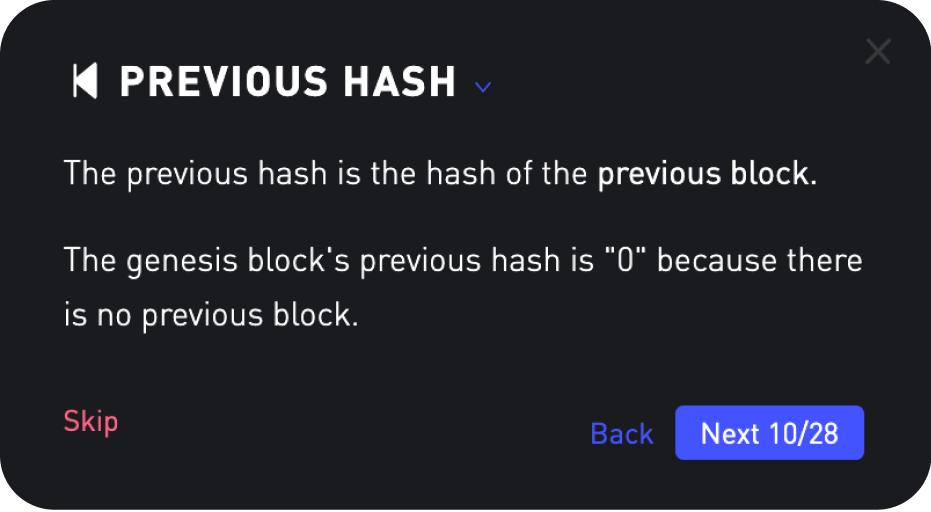 PREVIOUS HASH
The previous hash is the hash of the previous block.
The genesis block's previous hash is "0" because there
is no previous block.
Skip
Back
Next 10/28